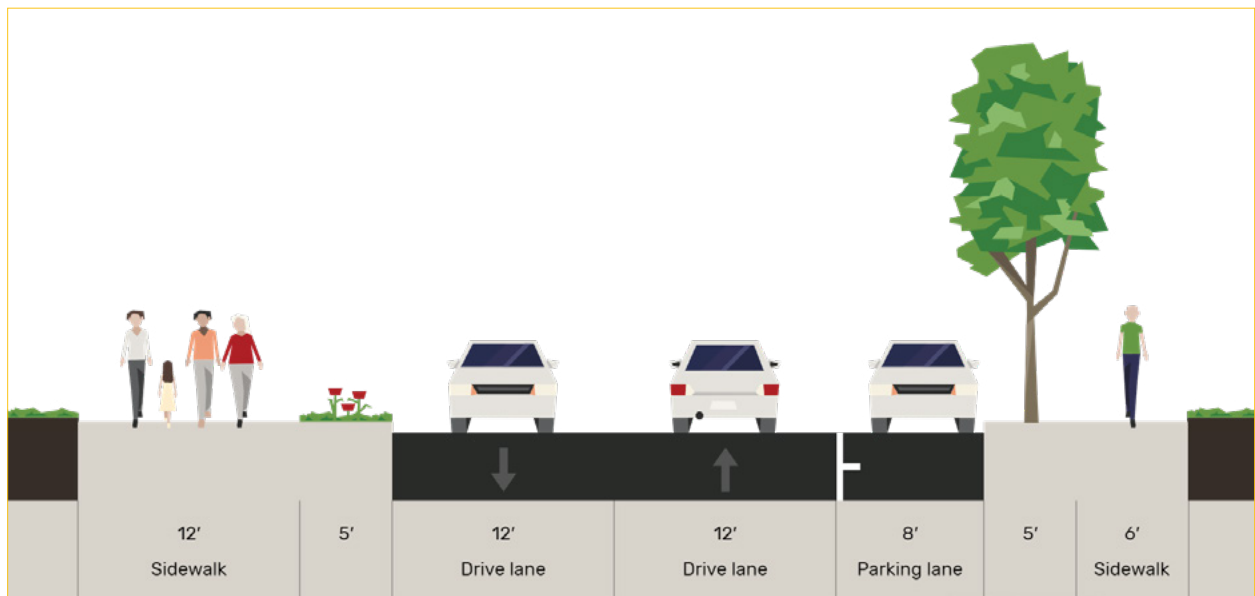 12′ 5′ 12′ 12′ 8′ 5′ 6′
Sidewalk Drive lane Drive lane Parking lane Sidewalk